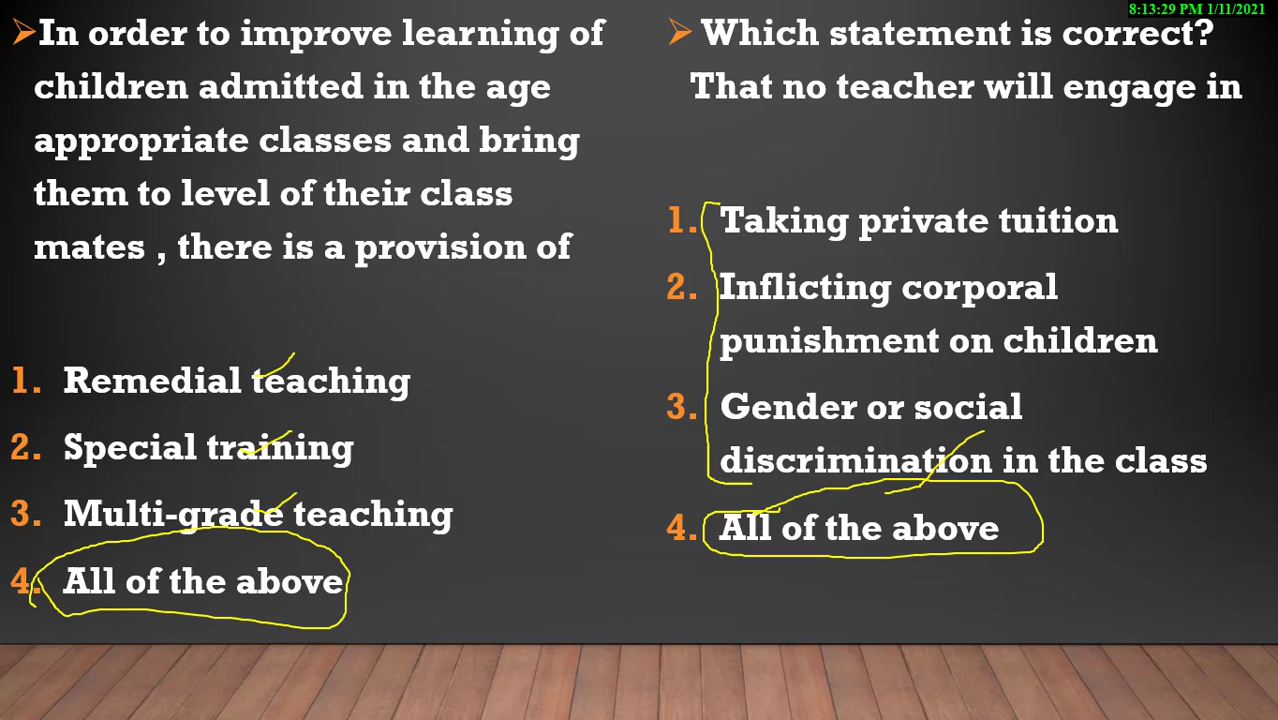 8:13:29 PM 1/11/2021
In order to improve learning of
children admitted in the age
appropriate classes and bring
them to level of their class
mates , there is a provision of
1. Remedial teaching
2. Special training
3. Multi-grade teaching
4. All of the above
Which statement is correct?
That no teacher will engage in
1. Taking private tuition
2. Inflicting corporal
punishment on children
3. Gender or social
discrimination in the class
4. All of the above